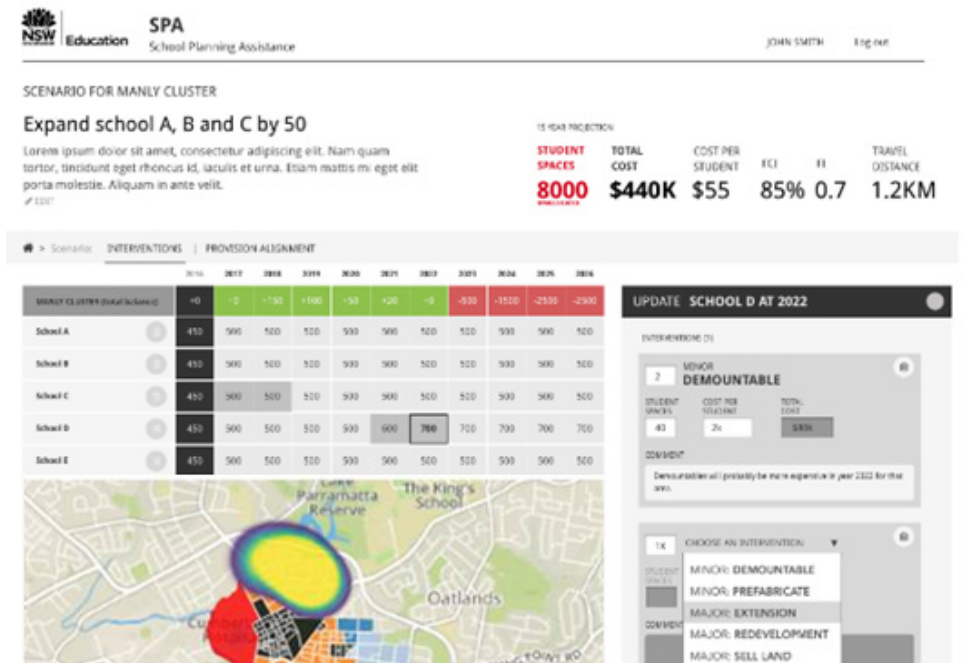 NSW Education
SPA
School Planning Assistance
JOHN SMITH
Log out
SCENARIO FOR MANLY CLUSTER
Expand school A, B and C by 50
Lorem ipsum dolor sit amet, consectetur adipiscing elit. Nam quam
tortor, tincidunt eget rhoncus id, iaculis et urna. Etiam mattis mi eget elit
porta molestie. Aliquam in ante velit.
EDIT
15 YEAR PROJECTION
STUDENT SPACES TOTAL COST COST PER STUDENT FCI FI TRAVEL DISTANCE
8000 $440K $55 85% 0.7 1.2KM
> Scenario: INTERVENTIONS | PROVISION ALIGNMENT
2016 2017 2018 2019 2020 2021 2022 2023 2024 2025 2026
MANLY CLUSTER (total balance) +0 +150 +100 +50 +20 -500 -1500 -2500 -2500
School A 450 500 500 500 500 500 500 500 500 500 500
School B 450 500 500 500 500 500 500 500 500 500 500
School C 450 500 500 500 500 500 500 500 500 500 500
School D 450 500 500 500 500 600 700 700 700 700 700
School E 450 500 500 500 500 500 500 500 500 500 500
UPDATE SCHOOL D AT 2022
INTERVENTIONS
2 MINOR
DEMOUNTABLE
STUDENT SPACES COST PER STUDENT TOTAL COST
40 2k
COMMENT
Demountables will probably be more expensive in year 2022 for that
area.
1X CHOOSE AN INTERVENTION
STUDENT SPACES
MINOR: DEMOUNTABLE
MINOR: PREFABRICATE
MAJOR: EXTENSION
COMMENT
MAJOR: REDEVELOPMENT
MAJOR: SELL LAND
Lake
Parramatta
Reserve
The King's
School
Oatlands